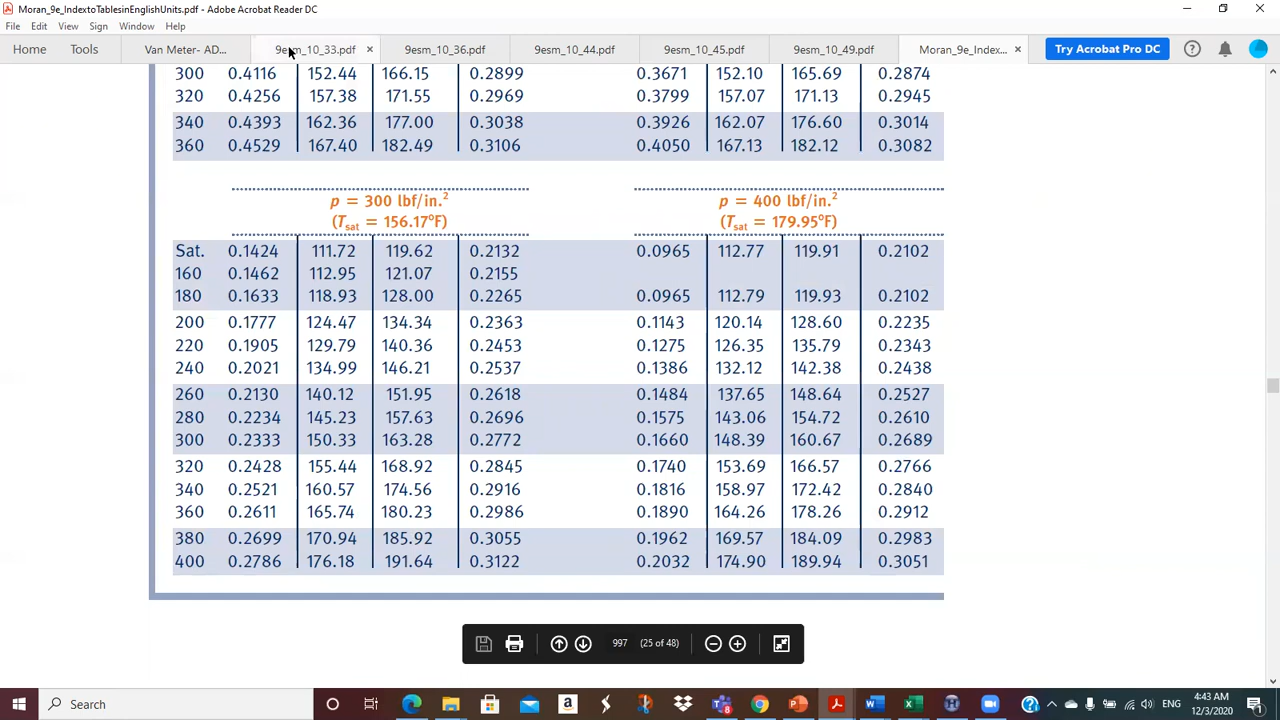 Moran_9e_IndextoTablesinEnglishUnits.pdf - Adobe Acrobat Reader DC
File Edit View Sign Window Help
Home Tools Van Meter- AD... 9esm_10_33.pdf × 9esm_10_36.pdf 9esm_10_44.pdf 9esm_10_45.pdf 9esm_10_49.pdf Moran_9e_Index... × Try Acrobat Pro DC
300 0.4116 152.44 166.15 0.2899 0.3671 152.10 165.69 0.2874
320 0.4256 157.38 171.55 0.2969 0.3799 157.07 171.13 0.2945
340 0.4393 162.36 177.00 0.3038 0.3926 162.07 176.60 0.3014
360 0.4529 167.40 182.49 0.3106 0.4050 167.13 182.12 0.3082
p = 300 lbf/in.² p = 400 lbf/in.²
(Tsat = 156.17°F) (Tsat = 179.95°F)
Sat. 0.1424 111.72 119.62 0.2132 0.0965 112.77 119.91 0.2102
160 0.1462 112.95 121.07 0.2155
180 0.1633 118.93 128.00 0.2265 0.0965 112.79 119.93 0.2102
200 0.1777 124.47 134.34 0.2363 0.1143 120.14 128.60 0.2235
220 0.1905 129.79 140.36 0.2453 0.1275 126.35 135.79 0.2343
240 0.2021 134.99 146.21 0.2537 0.1386 132.12 142.38 0.2438
260 0.2130 140.12 151.95 0.2618 0.1484 137.65 148.64 0.2527
280 0.2234 145.23 157.63 0.2696 0.1575 143.06 154.72 0.2610
300 0.2333 150.33 163.28 0.2772 0.1660 148.39 160.67 0.2689
320 0.2428 155.44 168.92 0.2845 0.1740 153.69 166.57 0.2766
340 0.2521 160.57 174.56 0.2916 0.1816 158.97 172.42 0.2840
360 0.2611 165.74 180.23 0.2986 0.1890 164.26 178.26 0.2912
380 0.2699 170.94 185.92 0.3055 0.1962 169.57 184.09 0.2983
400 0.2786 176.18 191.64 0.3122 0.2032 174.90 189.94 0.3051
997 (25 of 48)
Search
ENG
4:43 AM
12/3/2020